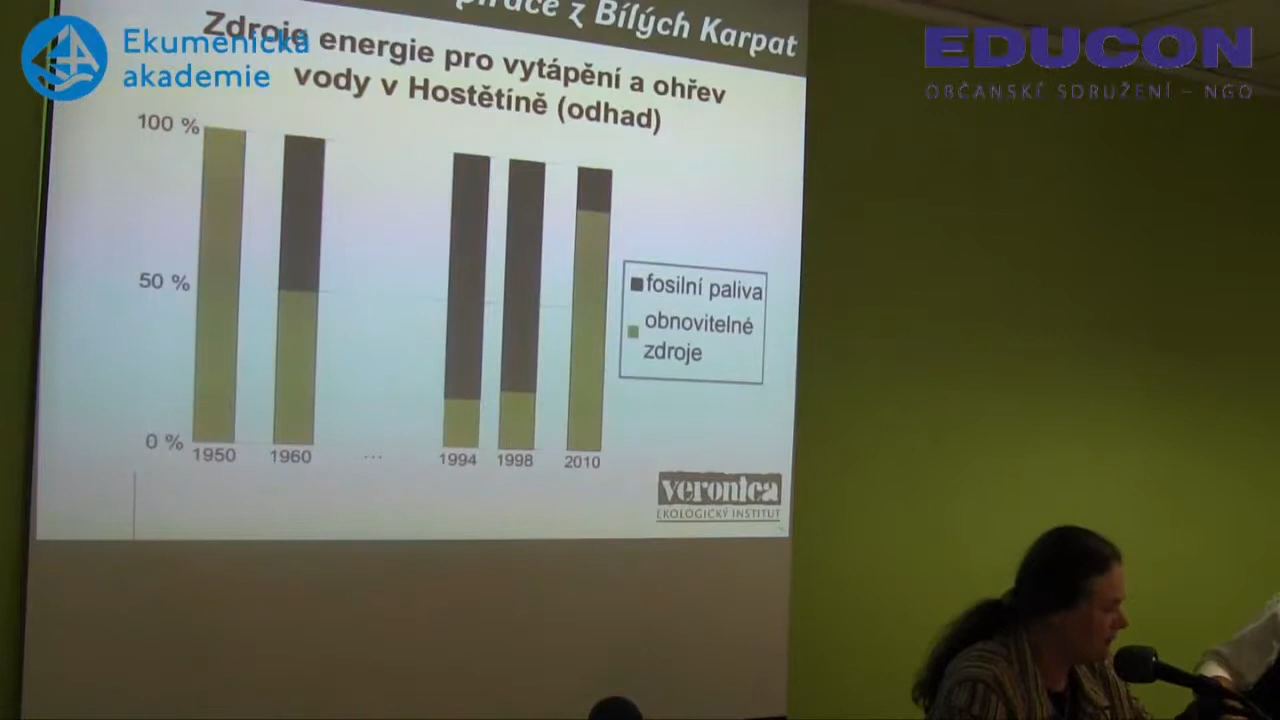 z Bílých Karpat
Ekumenická
akademie
EDUCON
OBČANSKÉ SDRUŽENÍ – NGO
Zdroje energie pro vytápění a ohřev
vody v Hostětíně (odhad)
100 %
50 %
0 %
1950
1960
...
1994
1998
2010
fosilní paliva
obnovitelné
zdroje
veronica
EKOLOGICKÝ INSTITUT